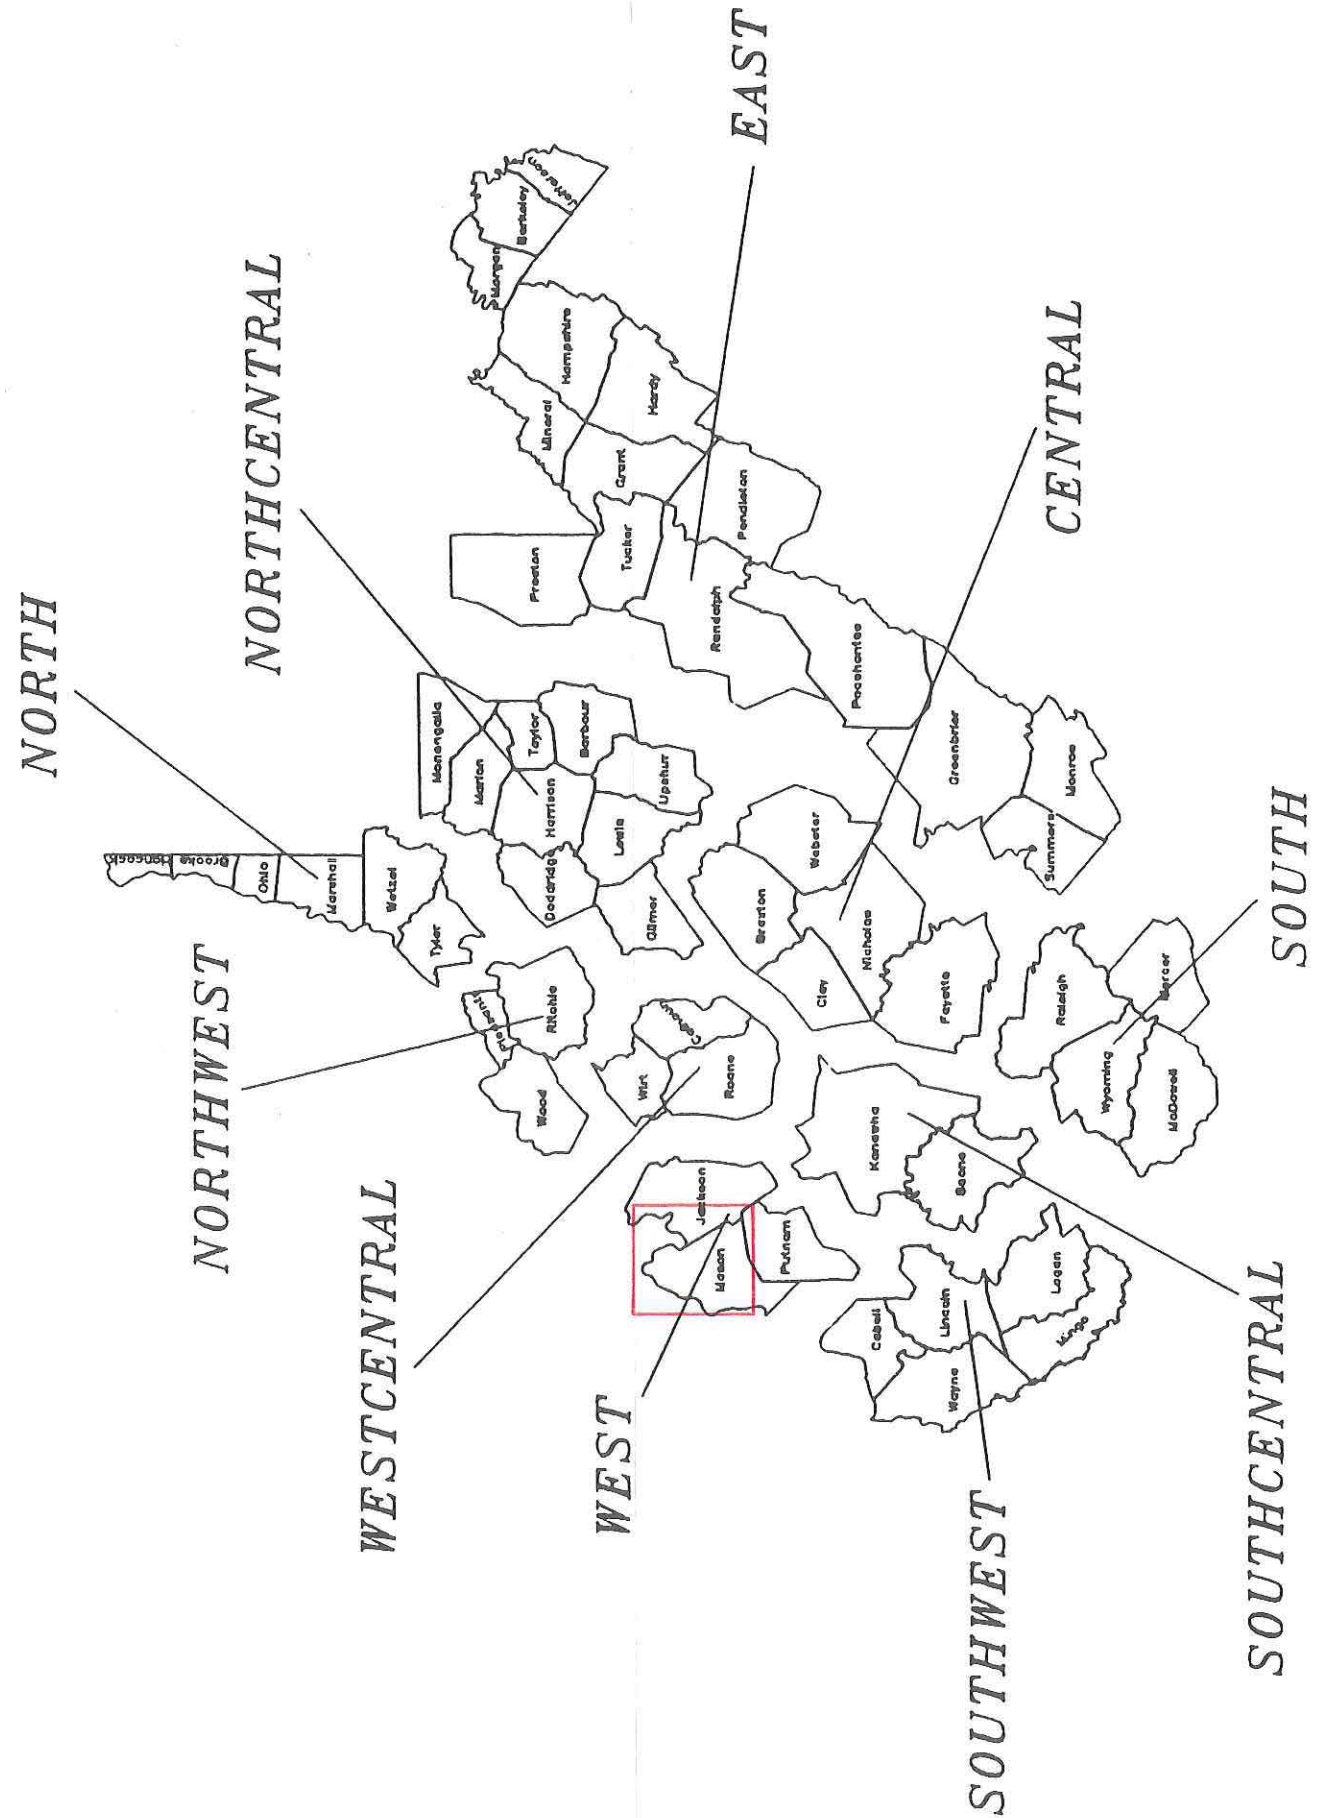 NORTH
NORTHCENTRAL
EAST
NORTHWEST
WESTCENTRAL
WEST
CENTRAL
SOUTH
SOUTHWEST
SOUTHCENTRAL
Hancock
Brooke
Ohio
Marshall
Wetzel
Tyler
Monongalia
Marion
Taylor
Harrison
Barbour
Doddridg
Lewis
Upshur
Gilmer
Pleasant
Ritchie
Wood
Wirt
Calhoun
Roane
Jackson
Mason
Putnam
Preston
Tucker
Grant
Mineral
Hampshire
Hardy
Morgan
Berkeley
Jefferson
Pendleton
Randolph
Pocahontas
Greenbrier
Monroe
Summers
Webster
Braxton
Clay
Nicholas
Fayette
Kanawha
Boone
Cabell
Lincoln
Wayne
Logan
Mingo
Raleigh
Mercer
Wyoming
McDowell